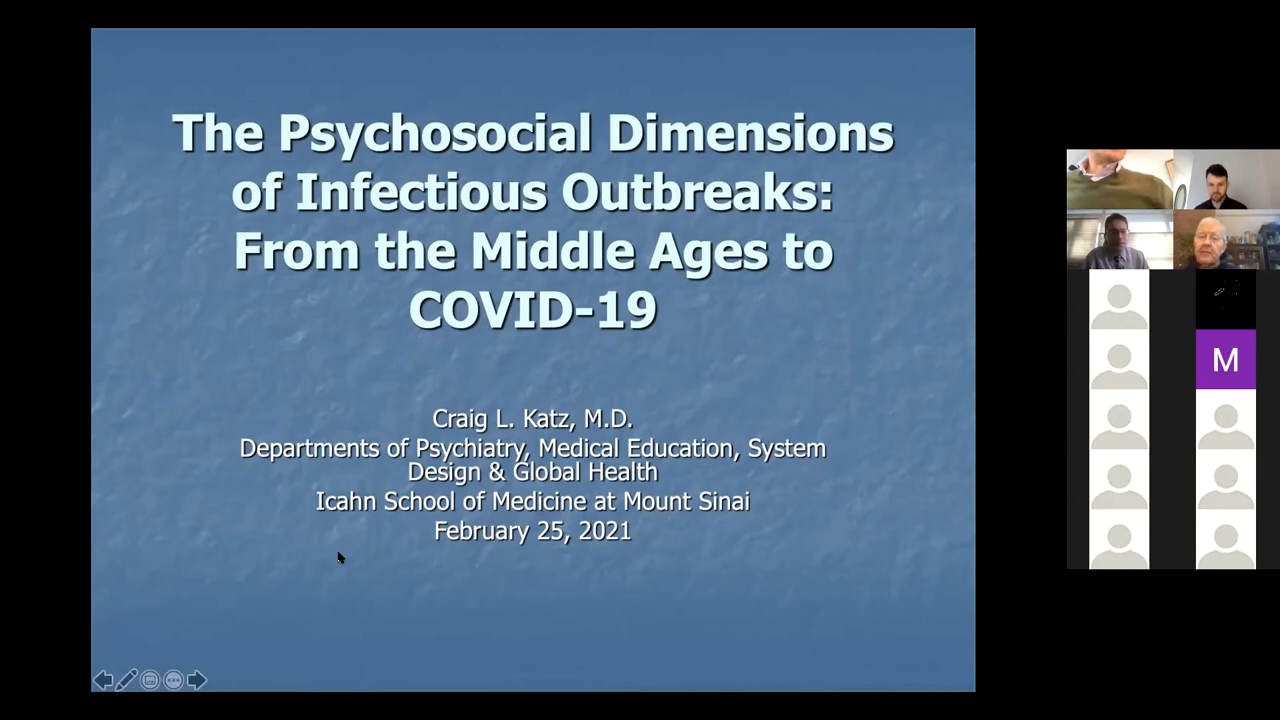 The Psychosocial Dimensions
of Infectious Outbreaks:
From the Middle Ages to
COVID-19
Craig L. Katz, M.D.
Departments of Psychiatry, Medical Education, System
Design & Global Health
Icahn School of Medicine at Mount Sinai
February 25, 2021
M